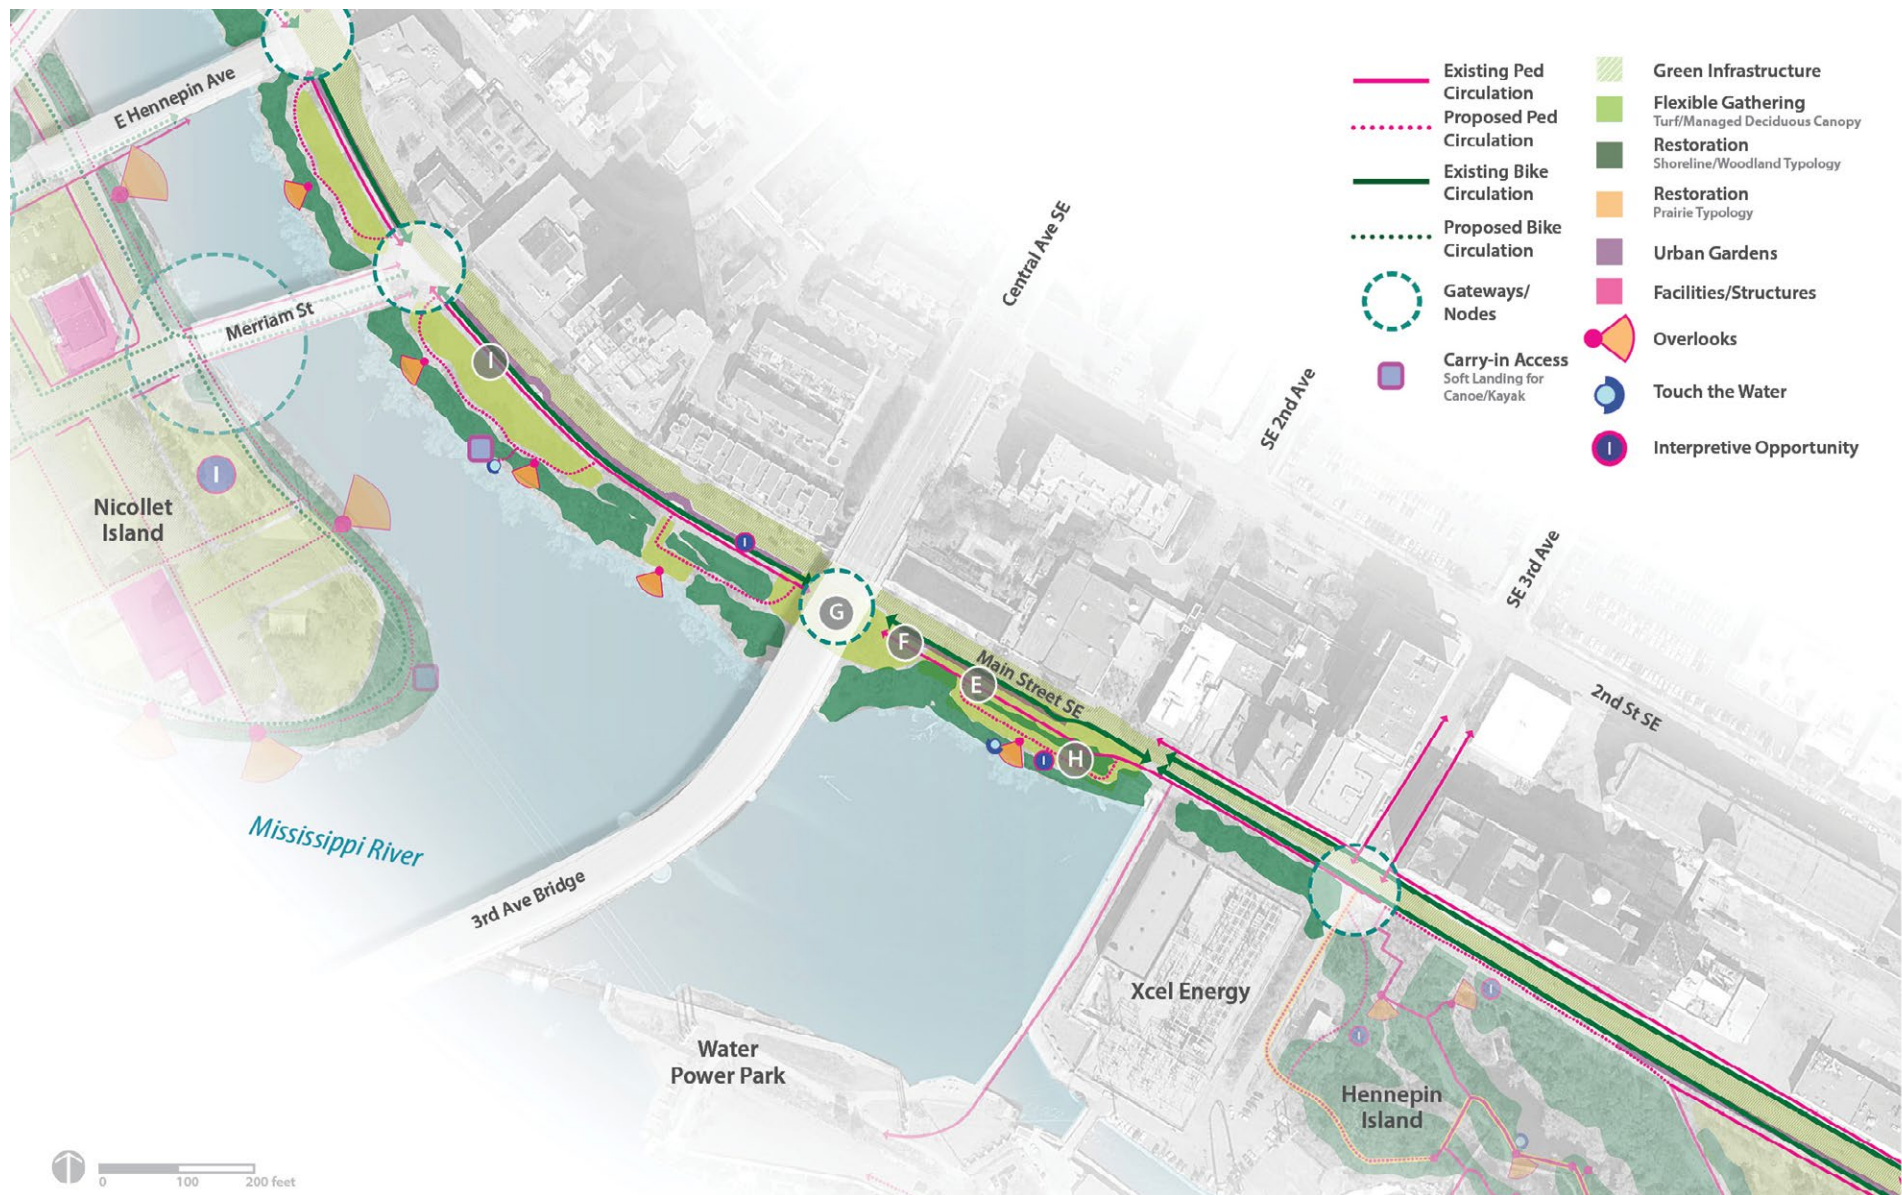 E Hennepin Ave
Merriam St
I
I
Nicollet
Island
Mississippi River
3rd Ave Bridge
Central Ave SE
SE 2nd Ave
SE 3rd Ave
2nd St SE
Main Street SE
I
G
F
E
I
H
Xcel Energy
Water
Power Park
I
I
Hennepin
Island
0 100 200 feet
Existing Ped
Circulation
Proposed Ped
Circulation
Existing Bike
Circulation
Proposed Bike
Circulation
Gateways/
Nodes
Carry-in Access
Soft Landing for
Canoe/Kayak
Green Infrastructure
Flexible Gathering
Turf/Managed Deciduous Canopy
Restoration
Shoreline/Woodland Typology
Restoration
Prairie Typology
Urban Gardens
Facilities/Structures
Overlooks
Touch the Water
I
Interpretive Opportunity